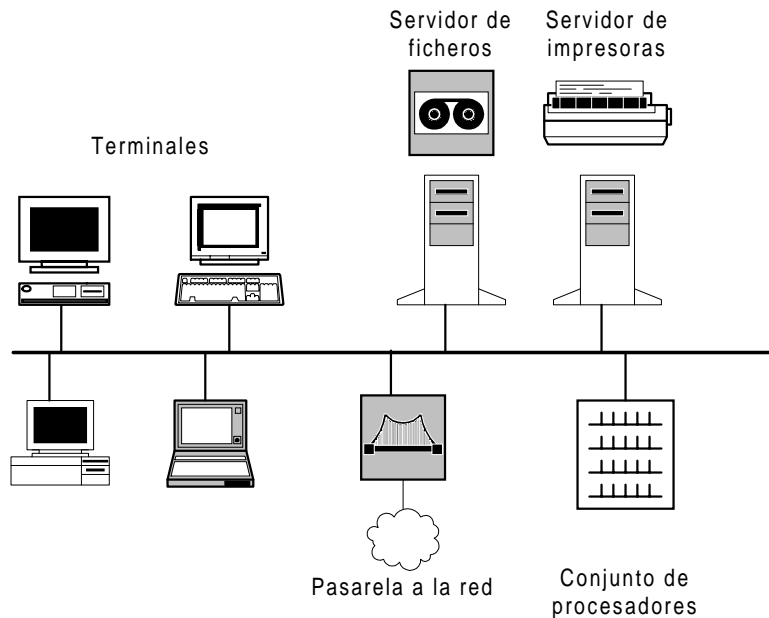 Servidor de
ficheros
Servidor de
impresoras
Terminales
Pasarela a la red
Conjunto de
procesadores